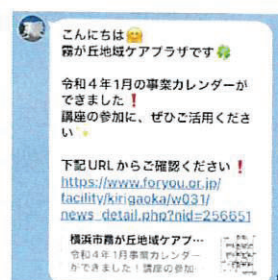 こんにちは🤗
霧が丘地域ケアプラザです🍀
令和4年1月の事業カレンダーが
できました❗
講座の参加に、ぜひご活用くださ
い✨
下記URLからご確認ください❗
https://www.foryou.or.jp/
facility/kirigaoka/w031/
news_detail.php?nid=256651
横浜市霧が丘地域ケアプ…
令和4年1月事業カレンダー
ができました！講座の参加